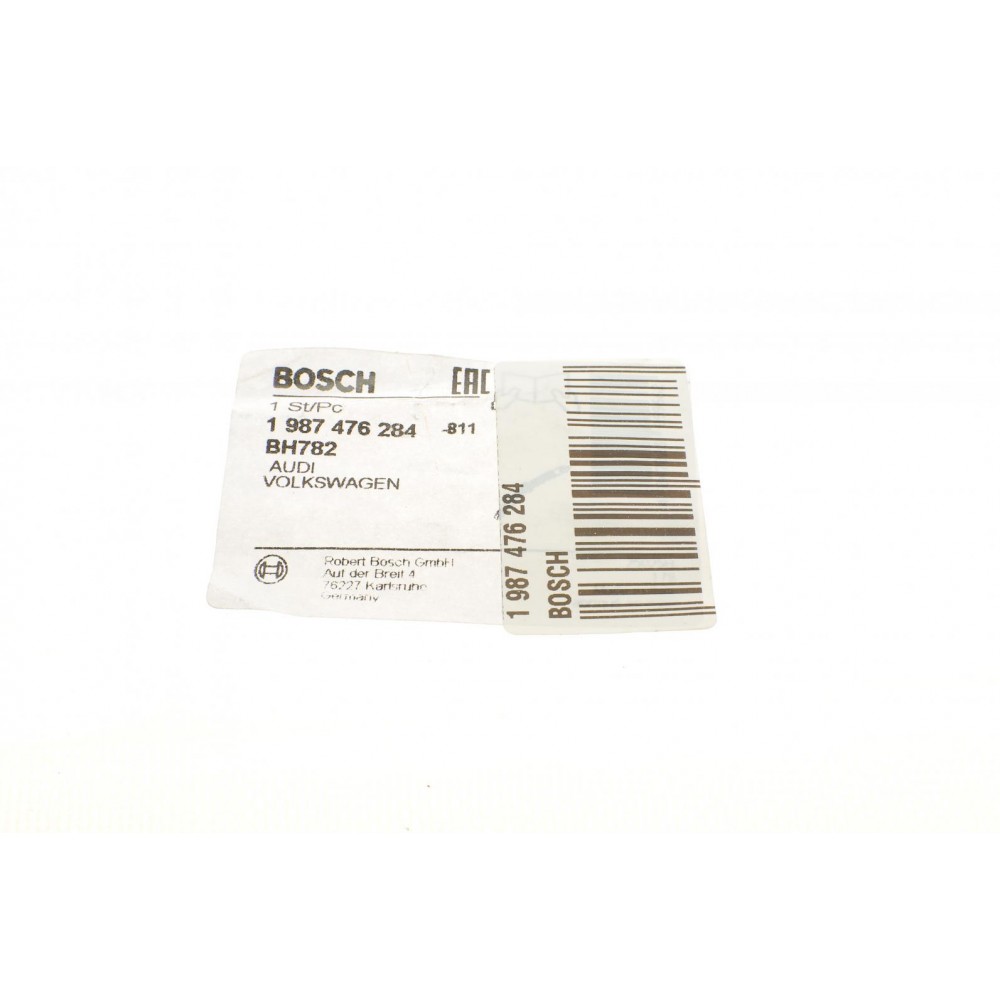 BOSCH
EAC
1 St/Pc
1 987 476 284 -811
BH782
AUDI
VOLKSWAGEN
Robert Bosch GmbH
Auf der Breit 4
76227 Karlsruhe
Germany
1 987 476 284
BOSCH